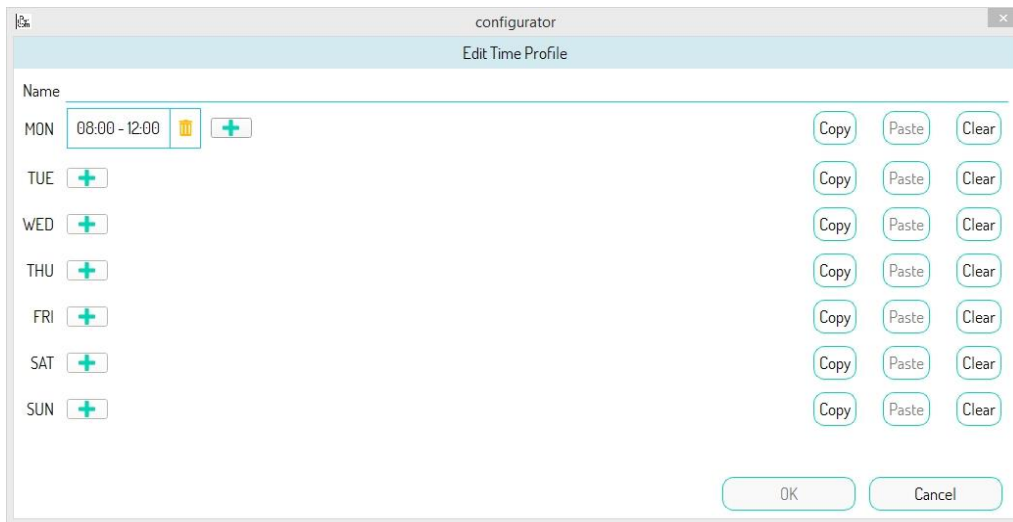 configurator
Edit Time Profile
Name
MON 08:00 - 12:00 Copy Paste Clear
TUE Copy Paste Clear
WED Copy Paste Clear
THU Copy Paste Clear
FRI Copy Paste Clear
SAT Copy Paste Clear
SUN Copy Paste Clear
OK Cancel